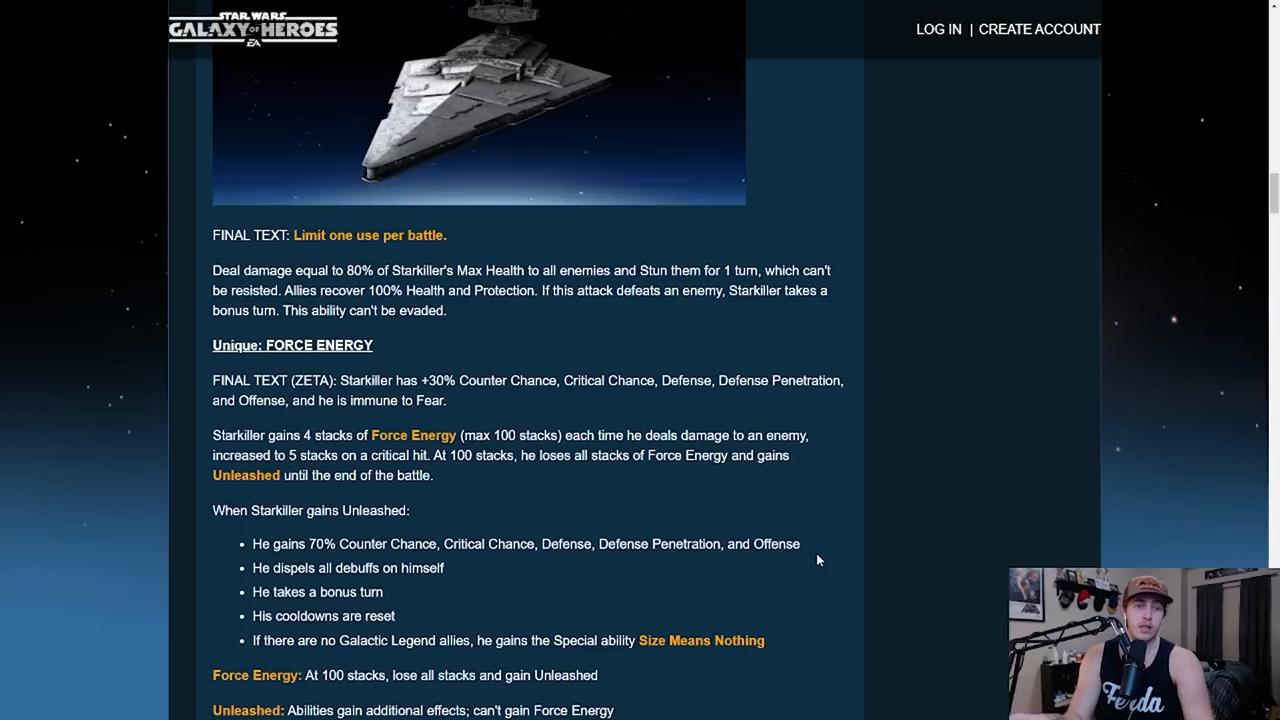 STAR WARS
GALAXY OF HEROES
EA
LOG IN | CREATE ACCOUNT
FINAL TEXT: Limit one use per battle.
Deal damage equal to 80% of Starkiller's Max Health to all enemies and Stun them for 1 turn, which can't
be resisted. Allies recover 100% Health and Protection. If this attack defeats an enemy, Starkiller takes a
bonus turn. This ability can't be evaded.
Unique: FORCE ENERGY
FINAL TEXT (ZETA): Starkiller has +30% Counter Chance, Critical Chance, Defense, Defense Penetration,
and Offense, and he is immune to Fear.
Starkiller gains 4 stacks of Force Energy (max 100 stacks) each time he deals damage to an enemy,
increased to 5 stacks on a critical hit. At 100 stacks, he loses all stacks of Force Energy and gains
Unleashed until the end of the battle.
When Starkiller gains Unleashed:
• He gains 70% Counter Chance, Critical Chance, Defense, Defense Penetration, and Offense
• He dispels all debuffs on himself
• He takes a bonus turn
• His cooldowns are reset
• If there are no Galactic Legend allies, he gains the Special ability Size Means Nothing
Force Energy: At 100 stacks, lose all stacks and gain Unleashed
Unleashed: Abilities gain additional effects; can't gain Force Energy